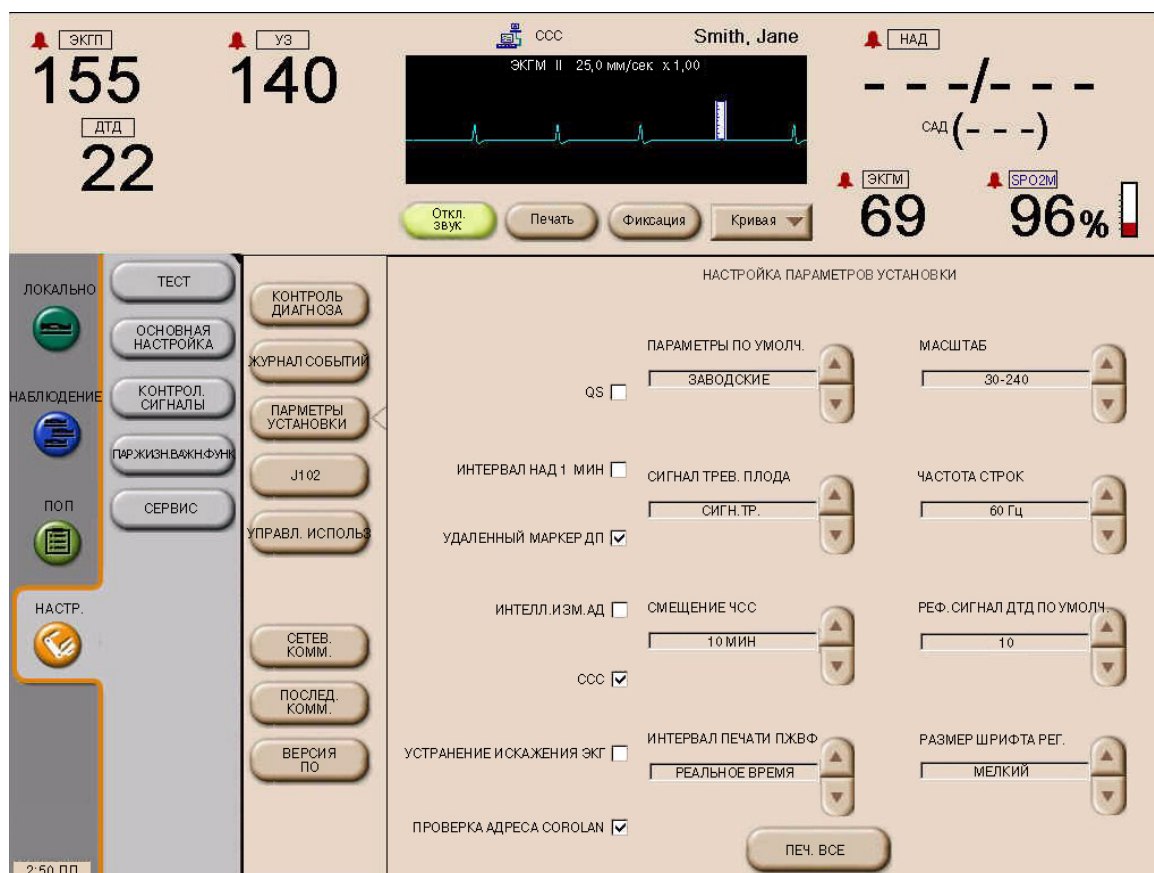 ЭКГП
155
УЗ
140
ДТД
22
ССС
Smith, Jane
ЭКГМ II 25,0 мм/сек x 1,00
НАД
- - -/- - -
САД (- - -)
ЭКГМ
69
SPO2M
96%
Откл. звук
Печать
Фиксация
Кривая
ЛОКАЛЬНО
НАБЛЮДЕНИЕ
ПОП
НАСТР.
2:50 ПП
ТЕСТ
ОСНОВНАЯ
НАСТРОЙКА
КОНТРОЛ.
СИГНАЛЫ
ПАР.ЖИЗН.ВАЖН.ФУНК
СЕРВИС
КОНТРОЛЬ
ДИАГНОЗА
ЖУРНАЛ СОБЫТИЙ
ПАРМЕТРЫ
УСТАНОВКИ
J102
УПРАВЛ. ИСПОЛЬЗ
СЕТЕВ.
КОММ.
ПОСЛЕД.
КОММ.
ВЕРСИЯ
ПО
НАСТРОЙКА ПАРАМЕТРОВ УСТАНОВКИ
QS
ИНТЕРВАЛ НАД 1 МИН
УДАЛЕННЫЙ МАРКЕР ДП
ИНТЕЛЛ.ИЗМ.АД
ССС
УСТРАНЕНИЕ ИСКАЖЕНИЯ ЭКГ
ПРОВЕРКА АДРЕСА COROLAN
ПАРАМЕТРЫ ПО УМОЛЧ.
ЗАВОДСКИЕ
СИГНАЛ ТРЕВ. ПЛОДА
СИГН.ТР.
СМЕЩЕНИЕ ЧСС
10 МИН
ИНТЕРВАЛ ПЕЧАТИ ПЖВФ
РЕАЛЬНОЕ ВРЕМЯ
МАСШТАБ
30-240
ЧАСТОТА СТРОК
60 Гц
РЕФ.СИГНАЛ ДТД ПО УМОЛЧ.
10
РАЗМЕР ШРИФТА РЕГ.
МЕЛКИЙ
ПЕЧ. ВСЕ